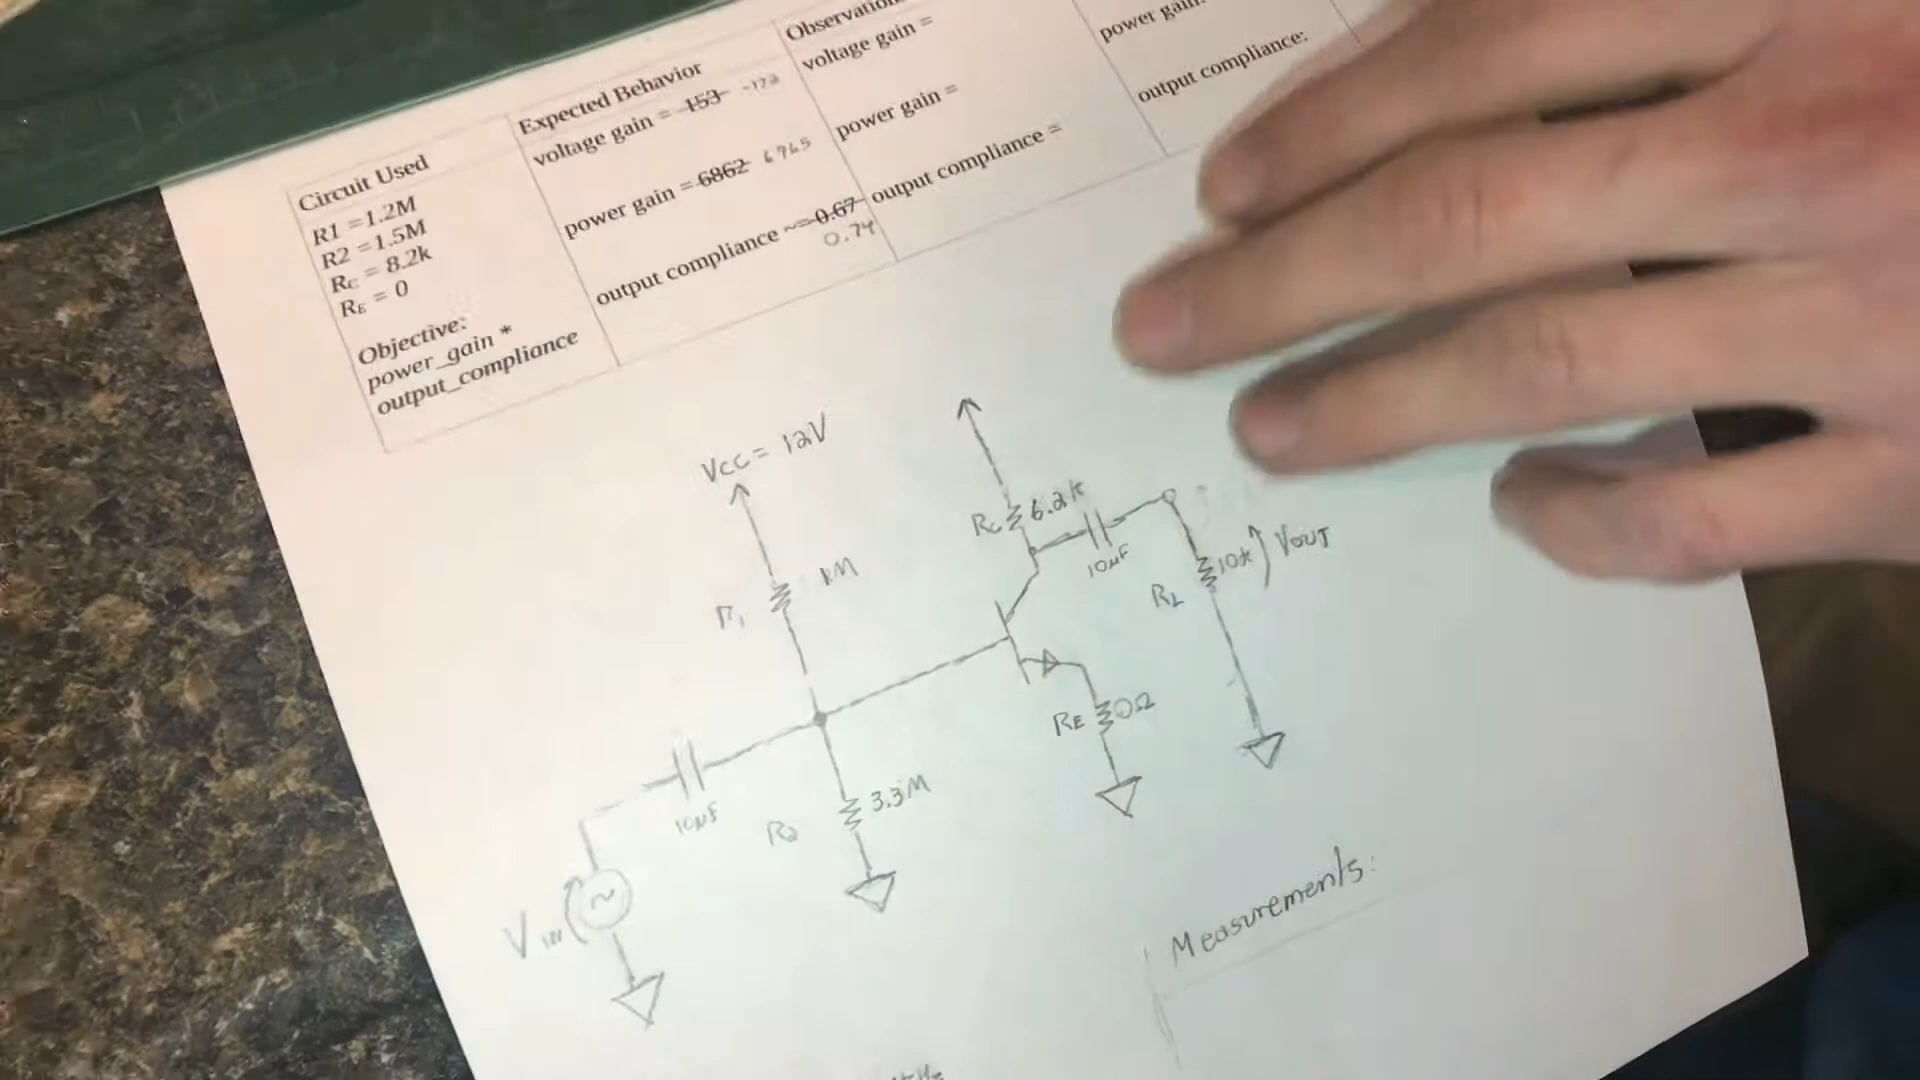 Circuit Used
R1 =1.2M
R2 =1.5M
Rc = 8.2k
RE = 0
Objective:
power_gain *
output_compliance
Expected Behavior
voltage gain = 153 -173
power gain = 6862 6765
output compliance ~= 0.67
0.74
voltage gain =
power gain =
output compliance =
power gain:
output compliance:
Vcc = 12V
R1 1M
Rc 6.2k
10µF
10k
VOUT
RL
RE 0Ω
10µF
R2 3.3M
VIN
Measurements: